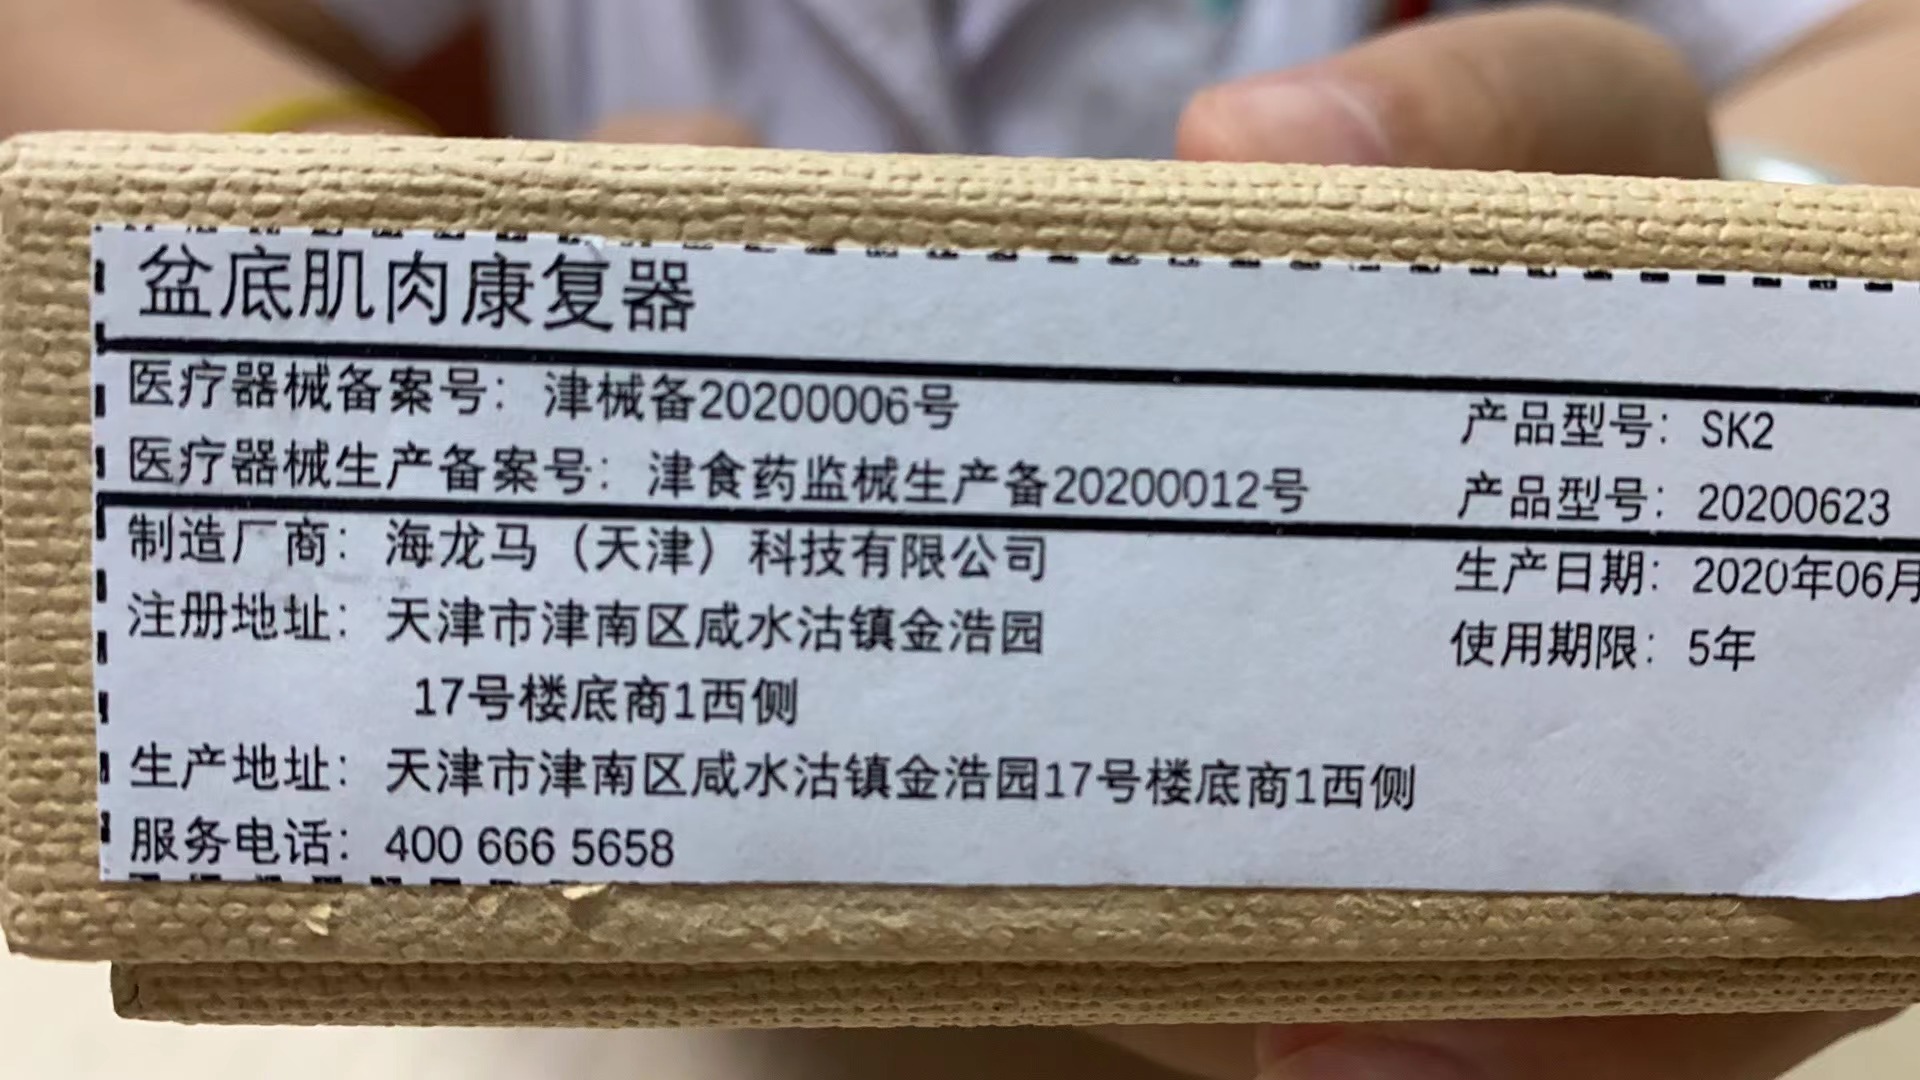 盆底肌肉康复器
医疗器械备案号：津械备20200006号
产品型号：SK2
医疗器械生产备案号：津食药监械生产备20200012号
产品型号：20200623
制造厂商：海龙马（天津）科技有限公司
生产日期：2020年06月
注册地址：天津市津南区咸水沽镇金浩园
使用期限：5年
17号楼底商1西侧
生产地址：天津市津南区咸水沽镇金浩园17号楼底商1西侧
服务电话：400 666 5658